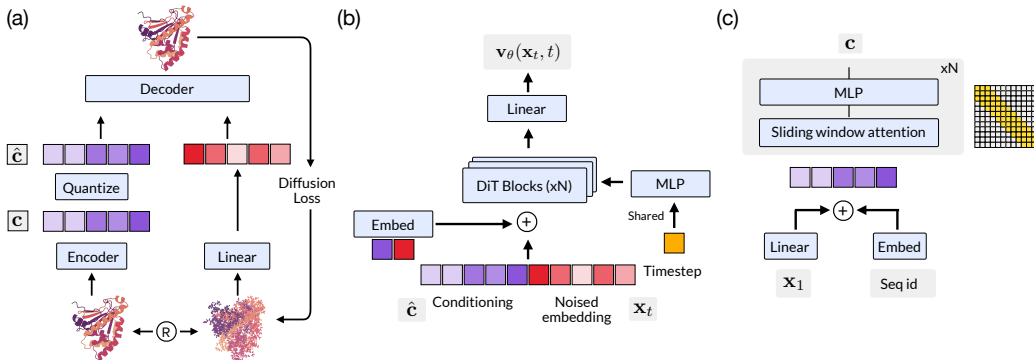 (a)
Decoder
ĉ
Quantize
c
Encoder
Linear
R
Diffusion
Loss
(b)
v_θ(x_t, t)
Linear
DiT Blocks (xN)
MLP
Shared
Embed
+
Timestep
ĉ
Conditioning
Noised
embedding
x_t
(c)
c
xN
MLP
Sliding window attention
+
Linear
Embed
x_1
Seq id